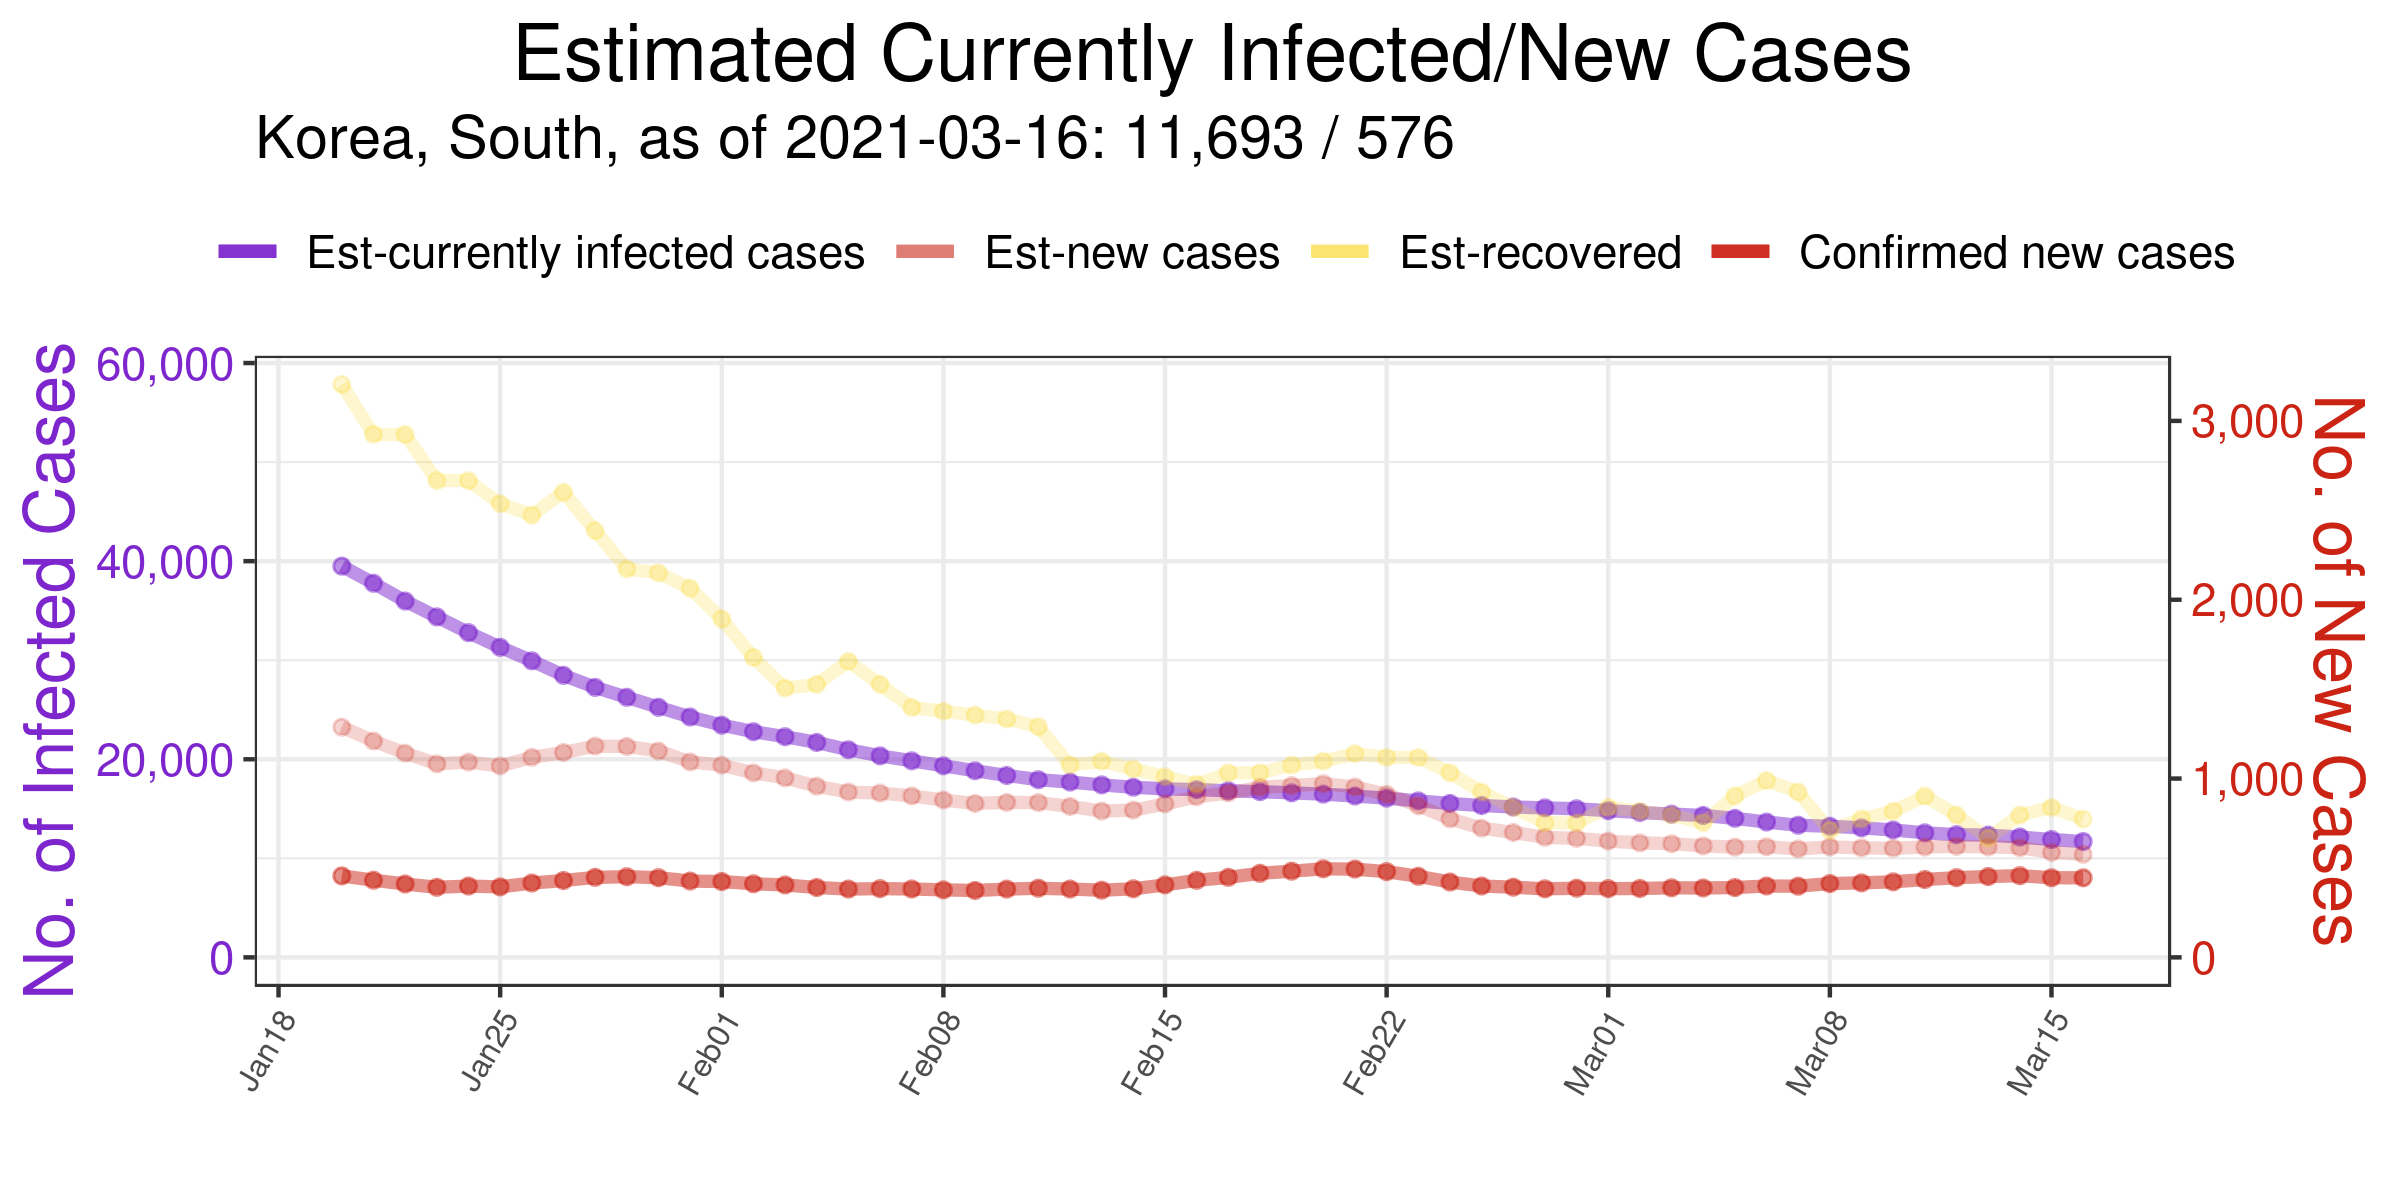 Estimated Currently Infected/New Cases
Korea, South, as of 2021-03-16: 11,693 / 576
Est-currently infected cases Est-new cases Est-recovered Confirmed new cases
No. of Infected Cases
60,000
40,000
20,000
0
3,000
2,000
1,000
0
No. of New Cases
Jan18 Jan25 Feb01 Feb08 Feb15 Feb22 Mar01 Mar08 Mar15